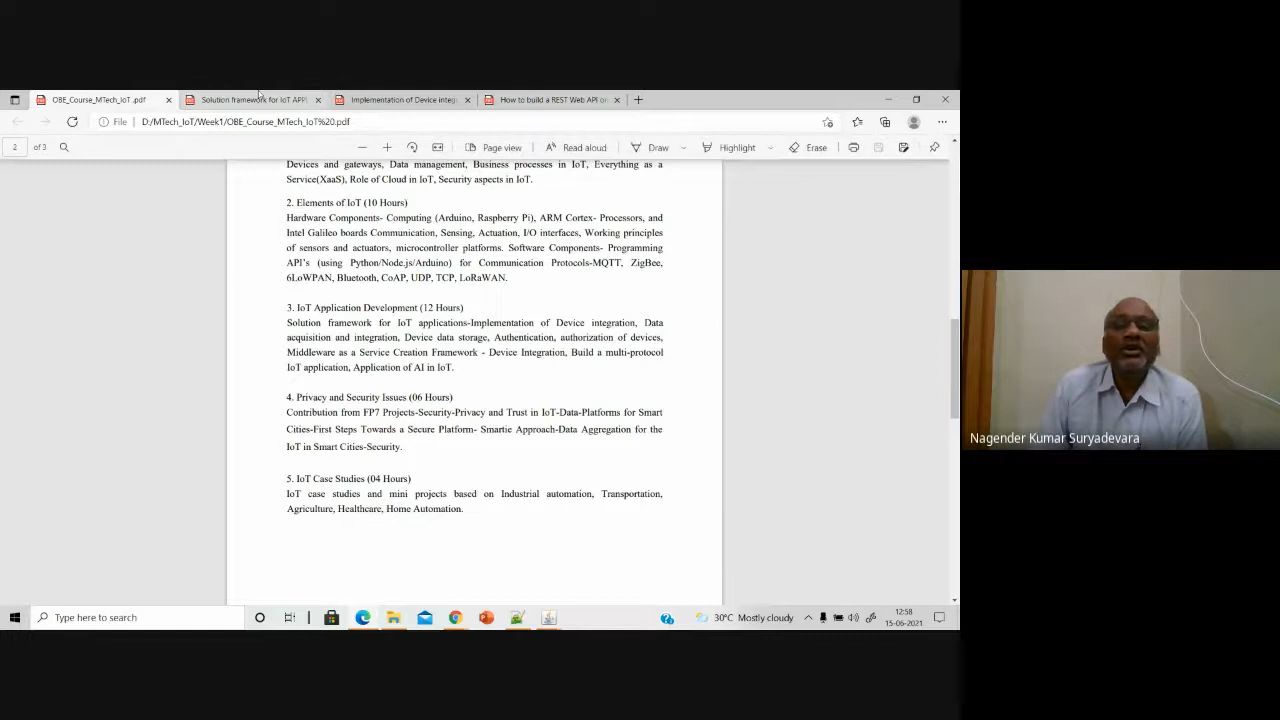 OBE_Course_MTech_IoT .pdf
Solution framework for IoT APPL
Implementation of Device integ
How to build a REST Web API on
File
D:/MTech_IoT/Week1/OBE_Course_MTech_IoT%20.pdf
2 of 3
Page view
Read aloud
Draw
Highlight
Erase
Devices and gateways, Data management, Business processes in IoT, Everything as a
Service(XaaS), Role of Cloud in IoT, Security aspects in IoT.
2. Elements of IoT (10 Hours)
Hardware Components- Computing (Arduino, Raspberry Pi), ARM Cortex- Processors, and
Intel Galileo boards Communication, Sensing, Actuation, I/O interfaces, Working principles
of sensors and actuators, microcontroller platforms. Software Components- Programming
API's (using Python/Node.js/Arduino) for Communication Protocols-MQTT, ZigBee,
6LoWPAN, Bluetooth, CoAP, UDP, TCP, LoRaWAN.
3. IoT Application Development (12 Hours)
Solution framework for IoT applications-Implementation of Device integration, Data
acquisition and integration, Device data storage, Authentication, authorization of devices,
Middleware as a Service Creation Framework - Device Integration, Build a multi-protocol
IoT application, Application of AI in IoT.
4. Privacy and Security Issues (06 Hours)
Contribution from FP7 Projects-Security-Privacy and Trust in IoT-Data-Platforms for Smart
Cities-First Steps Towards a Secure Platform- Smartie Approach-Data Aggregation for the
IoT in Smart Cities-Security.
5. IoT Case Studies (04 Hours)
IoT case studies and mini projects based on Industrial automation, Transportation,
Agriculture, Healthcare, Home Automation.
Nagender Kumar Suryadevara
Type here to search
30°C Mostly cloudy
12:58
15-06-2021